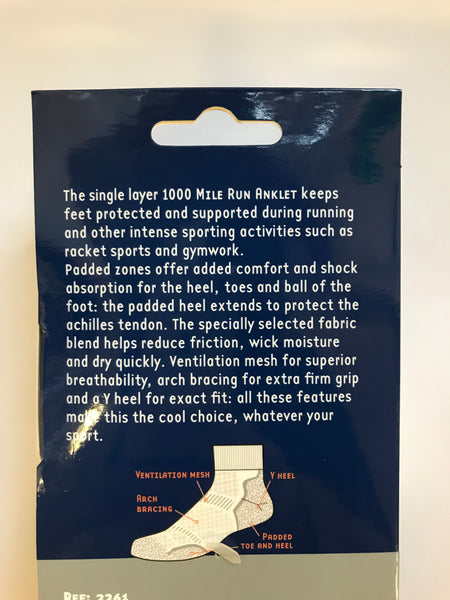 The single layer 1000 Mile Run Anklet keeps
feet protected and supported during running
and other intense sporting activities such as
racket sports and gymwork.
Padded zones offer added comfort and shock
absorption for the heel, toes and ball of the
foot: the padded heel extends to protect the
achilles tendon. The specially selected fabric
blend helps reduce friction, wick moisture
and dry quickly. Ventilation mesh for superior
breathability, arch bracing for extra firm grip
and a Y heel for exact fit: all these features
make this the cool choice, whatever your
sport.
Ventilation mesh
Y heel
Arch
bracing
Padded
toe and heel
Ref: 2261